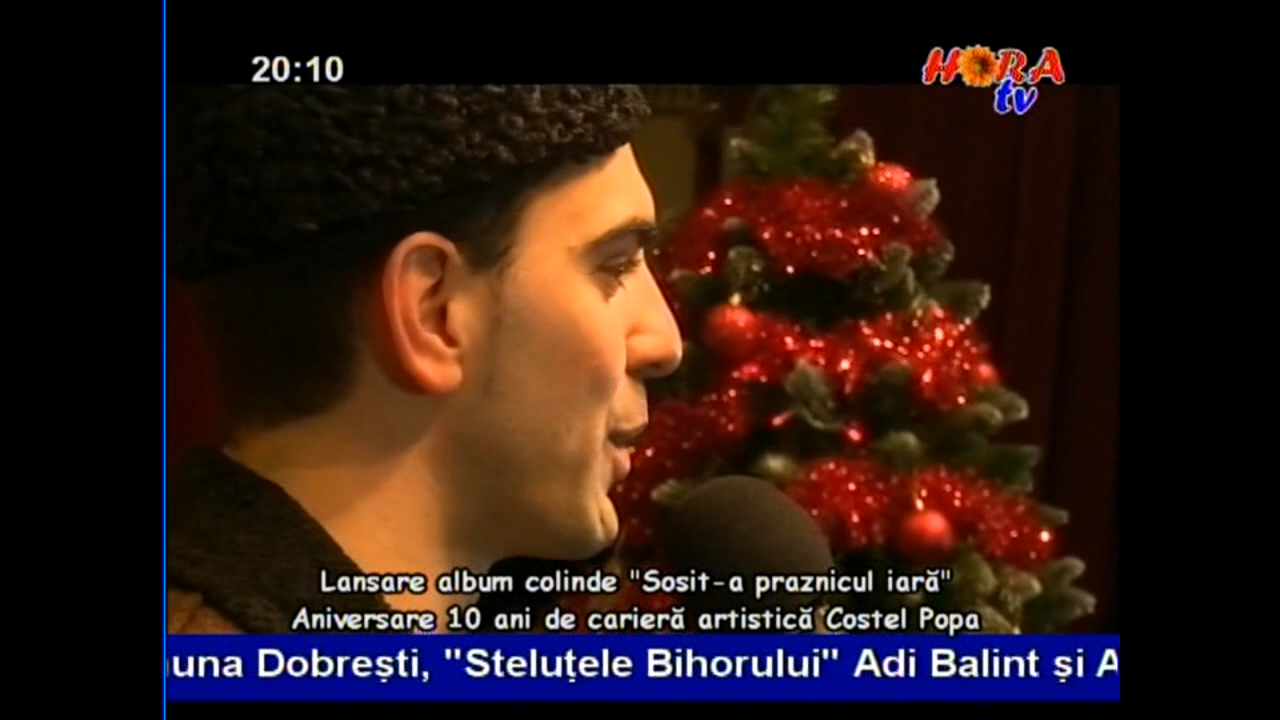 20:10
HORA
tv
Lansare album colinde "Sosit-a praznicul iară"
Aniversare 10 ani de carieră artistică Costel Popa
una Dobrești, "Steluțele Bihorului" Adi Balint și A